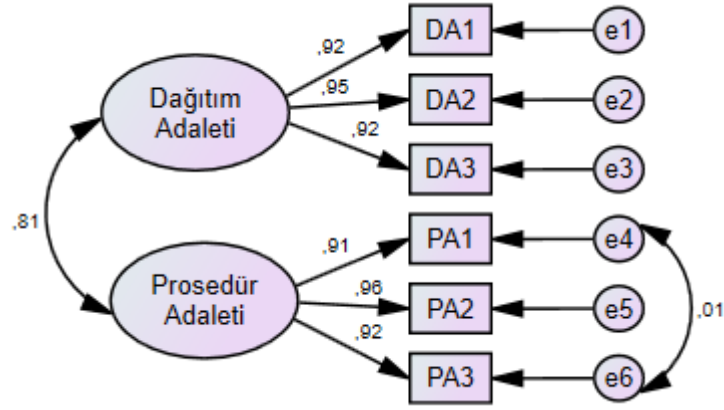 DA1
e1
,92
Dağıtım
Adaleti
,95
DA2
e2
,92
DA3
e3
,81
PA1
e4
,91
Prosedür
Adaleti
,96
PA2
e5
,01
,92
PA3
e6